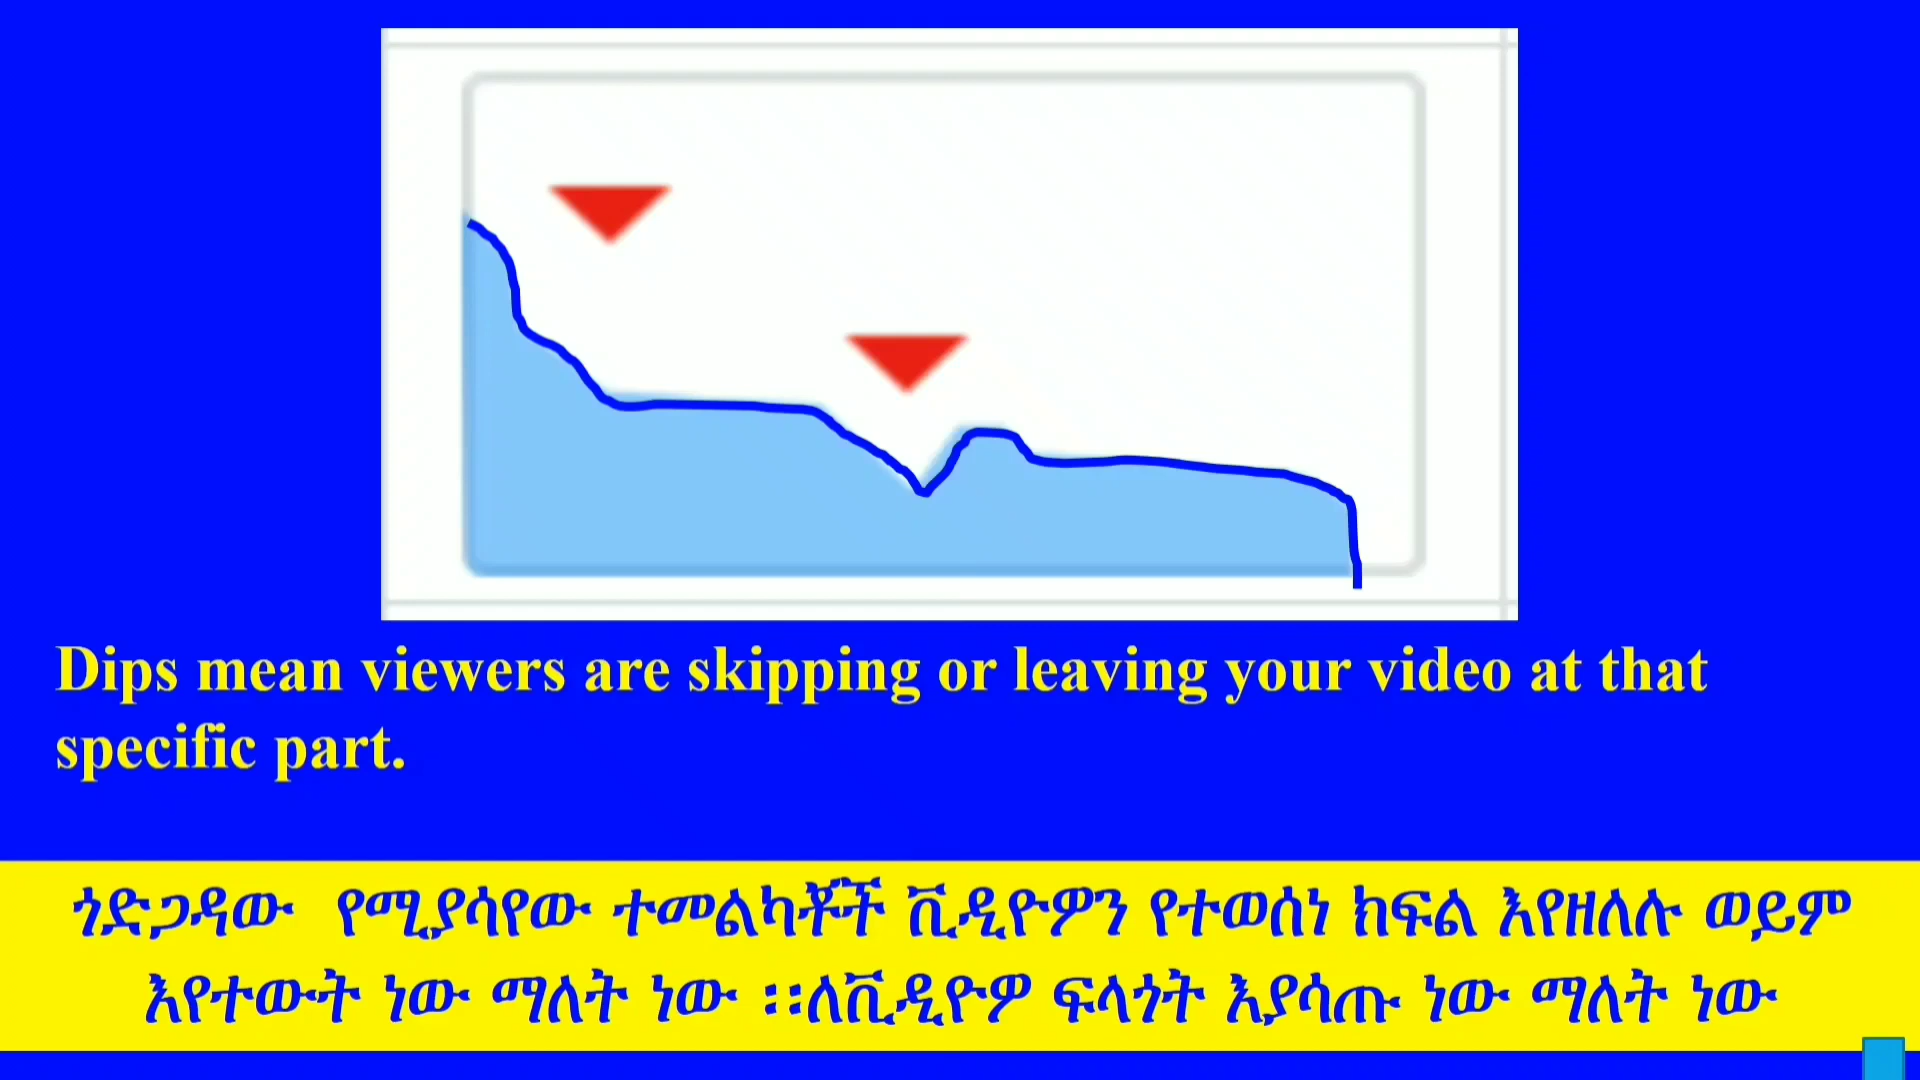 Dips mean viewers are skipping or leaving your video at that
specific part.
ጎድጋዳው የሚያሳየው ተመልካቾች ቪዲዮዎን የተወሰነ ክፍል እየዘለሉ ወይም
እየተውት ነው ማለት ነው ፡፡ለቪዲዮዎ ፍላጎት እያሳጡ ነው ማለት ነው